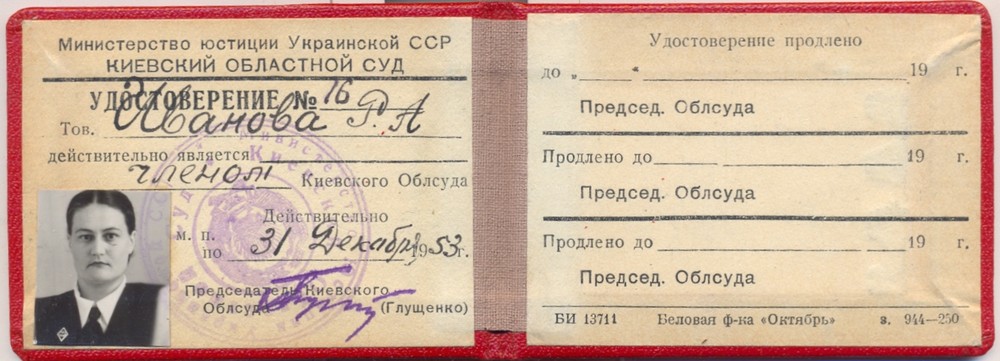 Министерство юстиции Украинской ССР
КИЕВСКИЙ ОБЛАСТНОЙ СУД
УДОСТОВЕРЕНИЕ № 16
Тов. Иванова Р. А
действительно является
членом Киевского Облсуда
Действительно
м. п.
по 31 Декабря 1953г.
Председатель Киевского
Облсуда (Глущенко)
Удостоверение продлено
до „ “ 19 г.
Председ. Облсуда
Продлено до 19 г.
Председ. Облсуда
Продлено до 19 г.
Председ. Облсуда
БИ 13711 Беловая ф-ка «Октябрь» з. 944—250